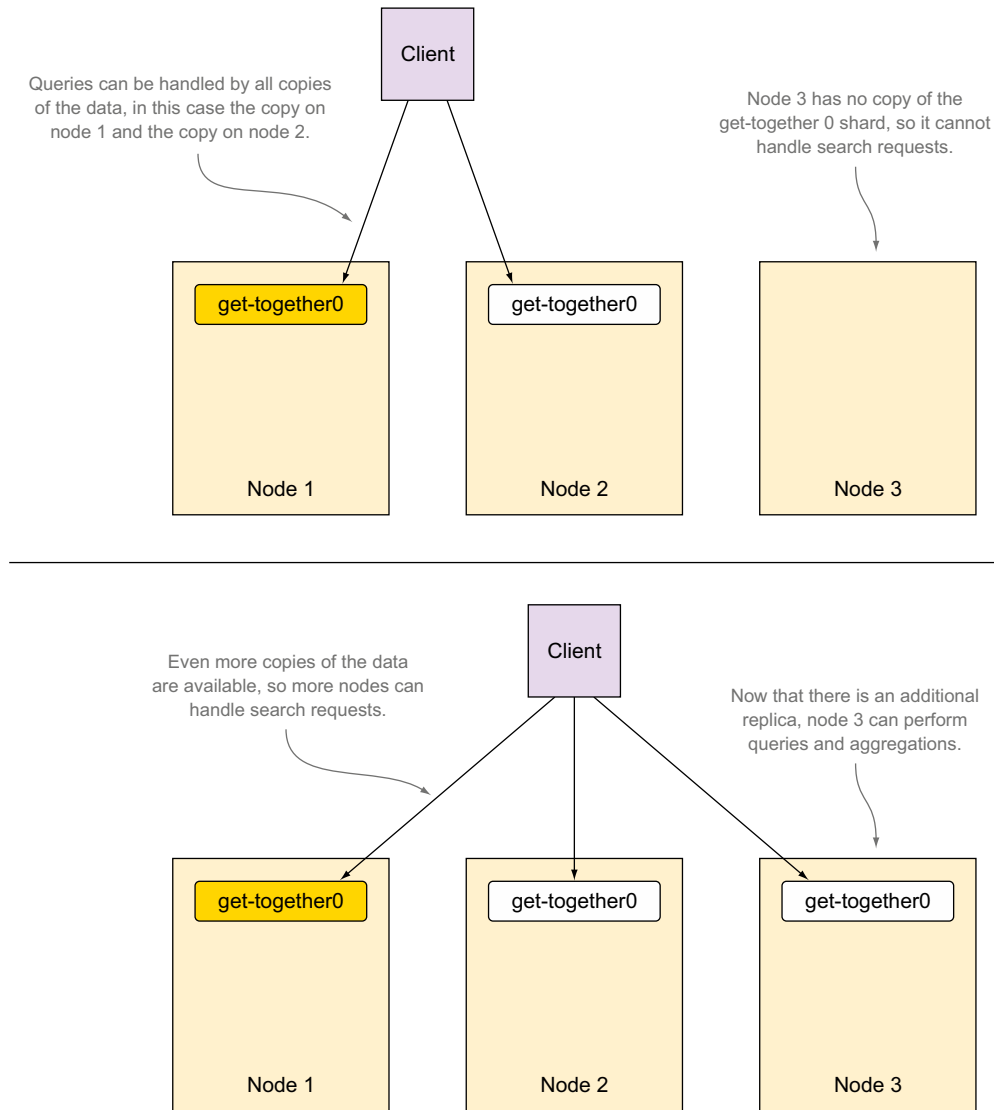 Client
Queries can be handled by all copies
of the data, in this case the copy on
node 1 and the copy on node 2.
Node 3 has no copy of the
get-together 0 shard, so it cannot
handle search requests.
get-together0
get-together0
Node 1
Node 2
Node 3
Client
Even more copies of the data
are available, so more nodes can
handle search requests.
Now that there is an additional
replica, node 3 can perform
queries and aggregations.
get-together0
get-together0
get-together0
Node 1
Node 2
Node 3